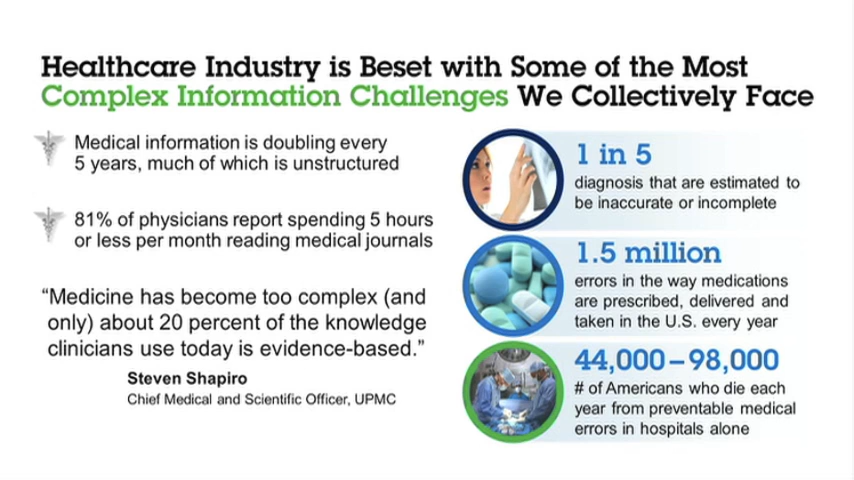 Healthcare Industry is Beset with Some of the Most
Complex Information Challenges We Collectively Face
Medical information is doubling every
5 years, much of which is unstructured
81% of physicians report spending 5 hours
or less per month reading medical journals
“Medicine has become too complex (and
only) about 20 percent of the knowledge
clinicians use today is evidence-based.”
Steven Shapiro
Chief Medical and Scientific Officer, UPMC
1 in 5
diagnosis that are estimated to
be inaccurate or incomplete
1.5 million
errors in the way medications
are prescribed, delivered and
taken in the U.S. every year
44,000–98,000
# of Americans who die each
year from preventable medical
errors in hospitals alone